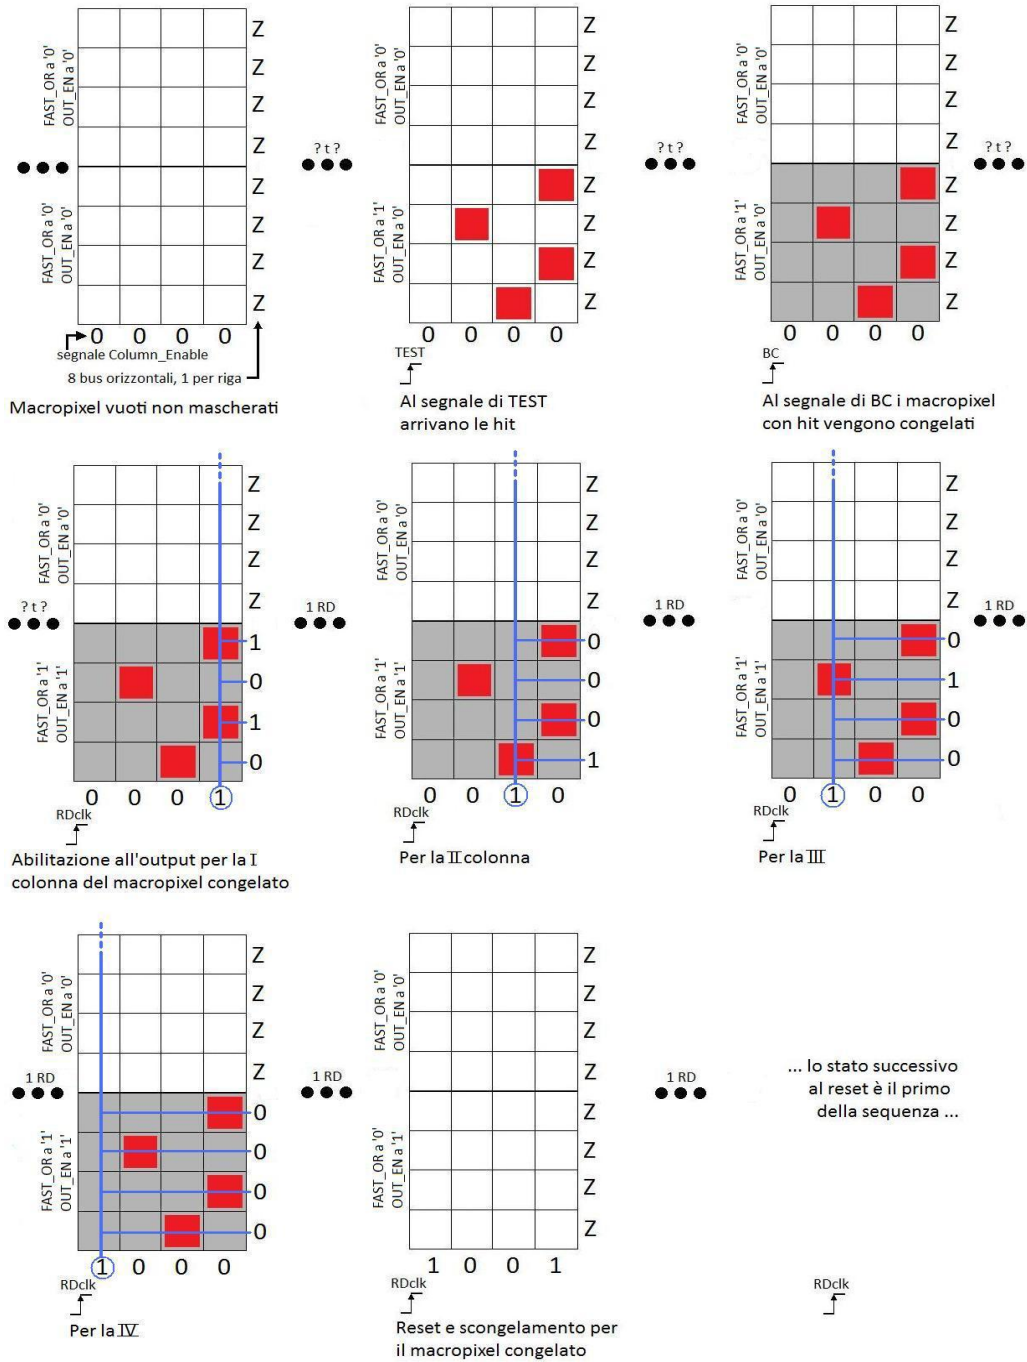 FAST_OR a '0'
OUT_EN a '0'
Z
Z
Z
Z
FAST_OR a '0'
OUT_EN a '0'
Z
Z
Z
Z
0 0 0 0
segnale Column_Enable
8 bus orizzontali, 1 per riga
Macropixel vuoti non mascherati
? t ?
FAST_OR a '0'
OUT_EN a '0'
Z
Z
Z
Z
FAST_OR a '1'
OUT_EN a '0'
Z
Z
Z
Z
0 0 0 0
TEST
Al segnale di TEST
arrivano le hit
? t ?
FAST_OR a '0'
OUT_EN a '0'
Z
Z
Z
Z
FAST_OR a '1'
OUT_EN a '0'
Z
Z
Z
Z
0 0 0 0
BC
Al segnale di BC i macropixel
con hit vengono congelati
? t ?
? t ?
FAST_OR a '0'
OUT_EN a '0'
Z
Z
Z
Z
FAST_OR a '1'
OUT_EN a '1'
1
0
1
0
0 0 0 1
RDclk
Abilitazione all'output per la I
colonna del macropixel congelato
1 RD
FAST_OR a '0'
OUT_EN a '0'
Z
Z
Z
Z
FAST_OR a '1'
OUT_EN a '1'
0
0
0
1
0 0 1 0
RDclk
Per la II colonna
1 RD
FAST_OR a '0'
OUT_EN a '0'
Z
Z
Z
Z
FAST_OR a '1'
OUT_EN a '1'
0
1
0
0
0 1 0 0
RDclk
Per la III
1 RD
1 RD
FAST_OR a '0'
OUT_EN a '0'
Z
Z
Z
Z
FAST_OR a '1'
OUT_EN a '1'
0
0
0
0
1 0 0 0
RDclk
Per la IV
1 RD
FAST_OR a '0'
OUT_EN a '0'
Z
Z
Z
Z
FAST_OR a '0'
OUT_EN a '1'
Z
Z
Z
Z
1 0 0 1
RDclk
Reset e scongelamento per
il macropixel congelato
1 RD
... lo stato successivo
al reset è il primo
della sequenza ...
RDclk